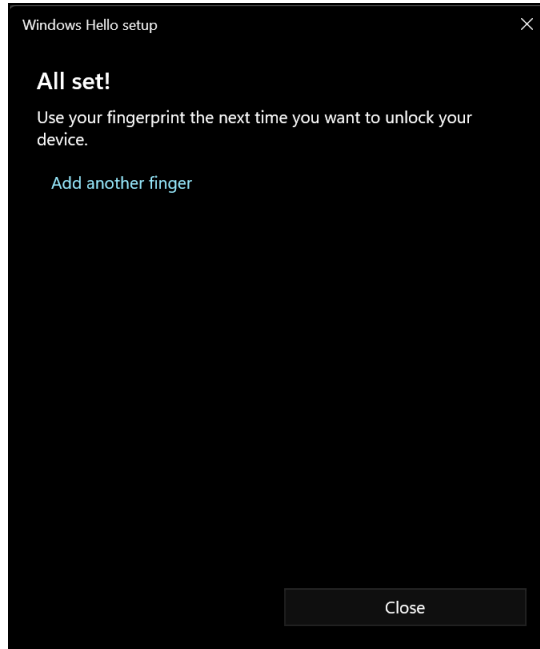 Windows Hello setup
All set!
Use your fingerprint the next time you want to unlock your
device.
Add another finger
Close